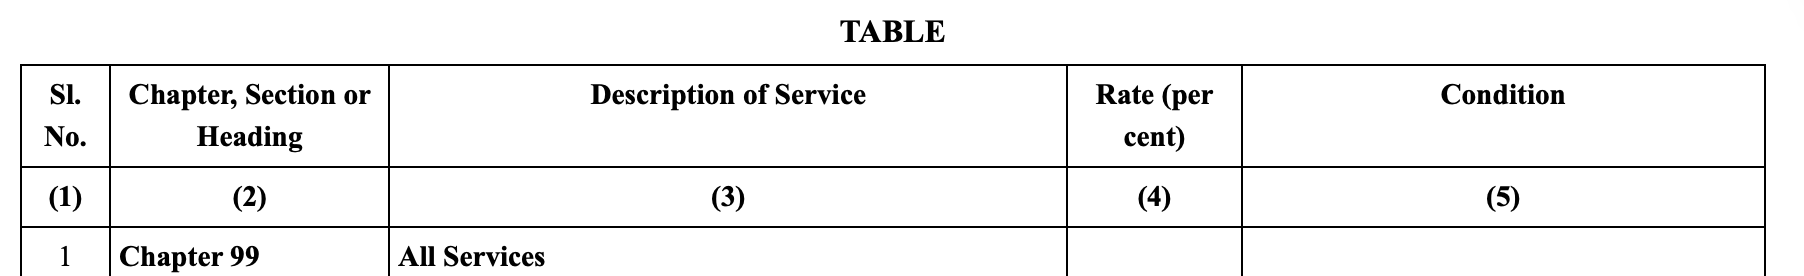 TABLE
Sl. No. Chapter, Section or Heading Description of Service Rate (per cent) Condition
(1) (2) (3) (4) (5)
1 Chapter 99 All Services